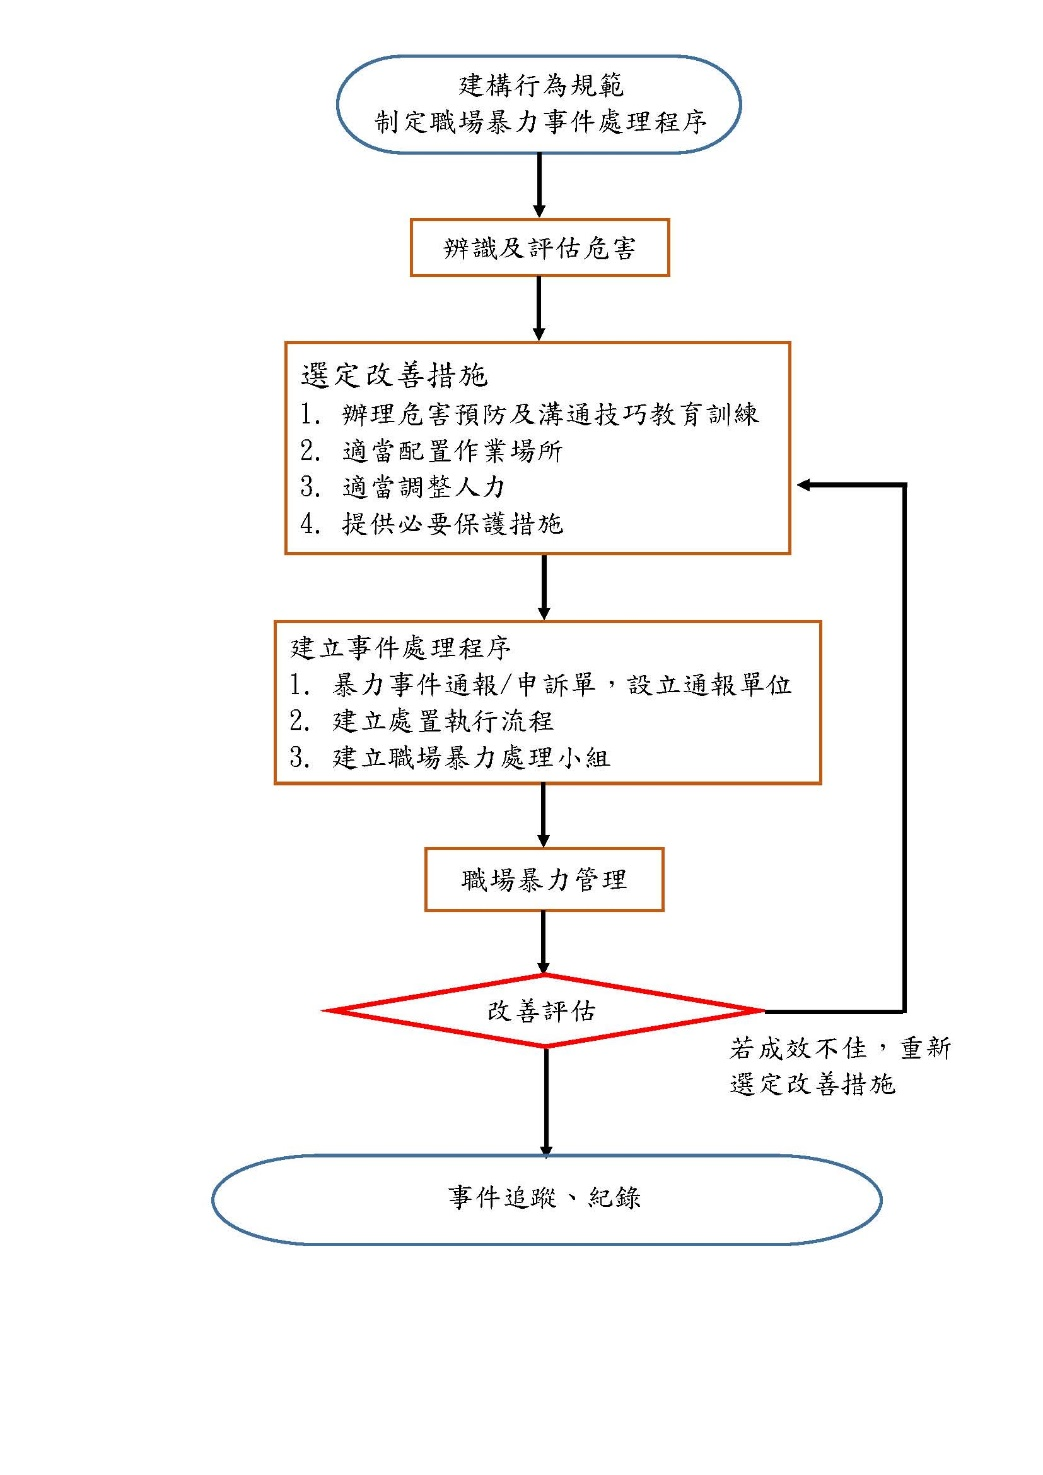 建構行為規範
制定職場暴力事件處理程序
辨識及評估危害
選定改善措施
1. 辦理危害預防及溝通技巧教育訓練
2. 適當配置作業場所
3. 適當調整人力
4. 提供必要保護措施
建立事件處理程序
1. 暴力事件通報/申訴單，設立通報單位
2. 建立處置執行流程
3. 建立職場暴力處理小組
職場暴力管理
改善評估
若成效不佳，重新
選定改善措施
事件追蹤、紀錄